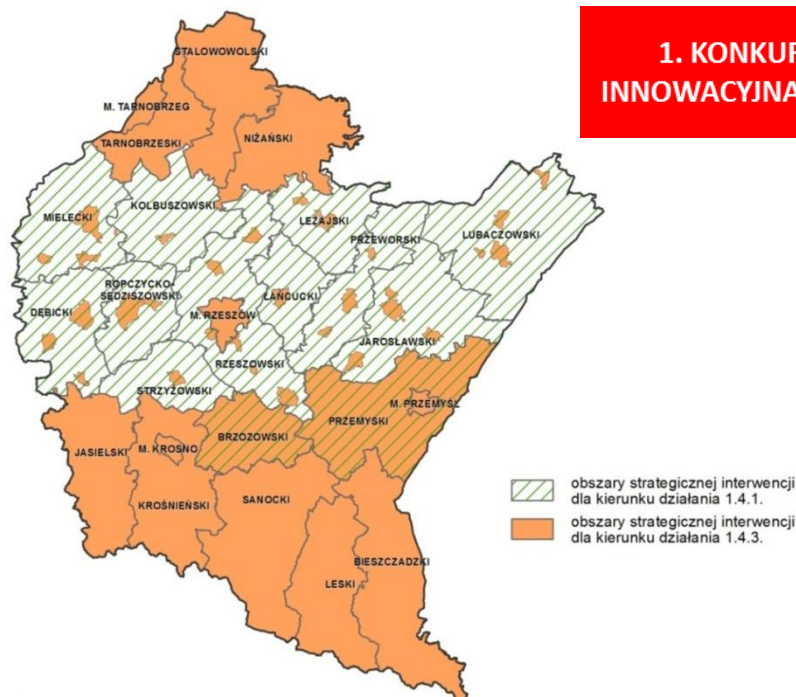 1. KONKUR
INNOWACYJNA
STALOWOWOLSKI
M. TARNOBRZEG
TARNOBRZESKI
NIŻAŃSKI
MIELECKI
KOLBUSZOWSKI
LEŻAJSKI
PRZEWORSKI
LUBACZOWSKI
ROPCZYCKO-
SĘDZISZOWSKI
DĘBICKI
M. RZESZÓW
ŁAŃCUCKI
JAROSŁAWSKI
RZESZOWSKI
STRZYŻOWSKI
M. PRZEMYŚL
PRZEMYSKI
BRZOZOWSKI
JASIELSKI
M. KROSNO
KROŚNIEŃSKI
SANOCKI
BIESZCZADZKI
LESKI
obszary strategicznej interwencji
dla kierunku działania 1.4.1.
obszary strategicznej interwencji
dla kierunku działania 1.4.3.